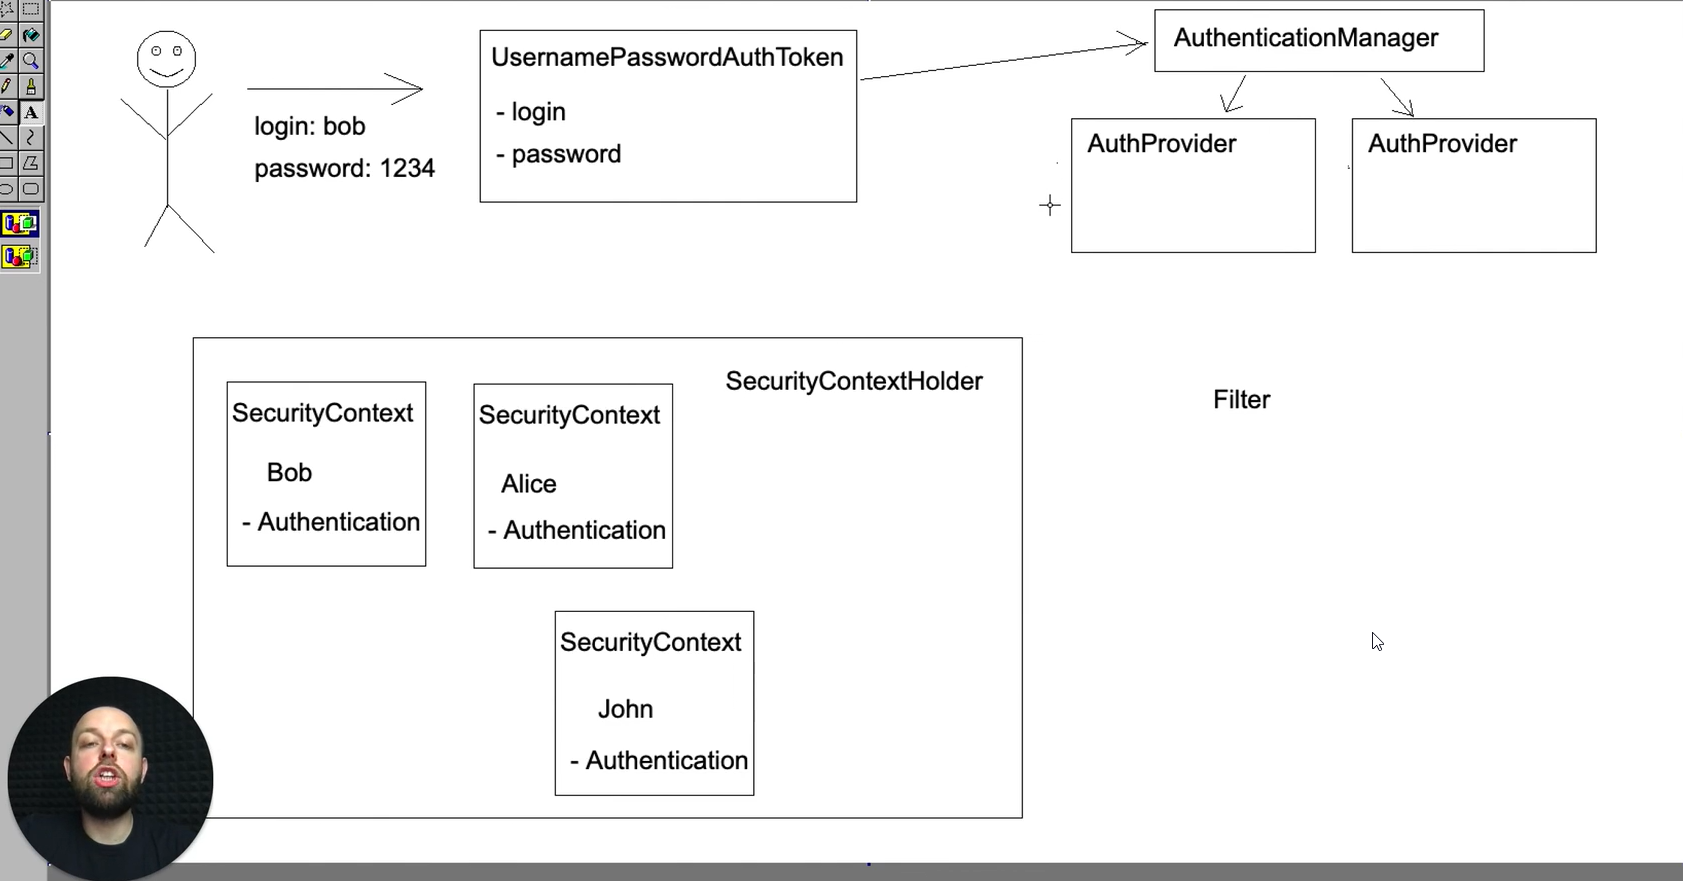 A
login: bob
password: 1234
UsernamePasswordAuthToken
- login
- password
AuthenticationManager
AuthProvider
AuthProvider
SecurityContextHolder
SecurityContext
Bob
- Authentication
SecurityContext
Alice
- Authentication
SecurityContext
John
- Authentication
Filter